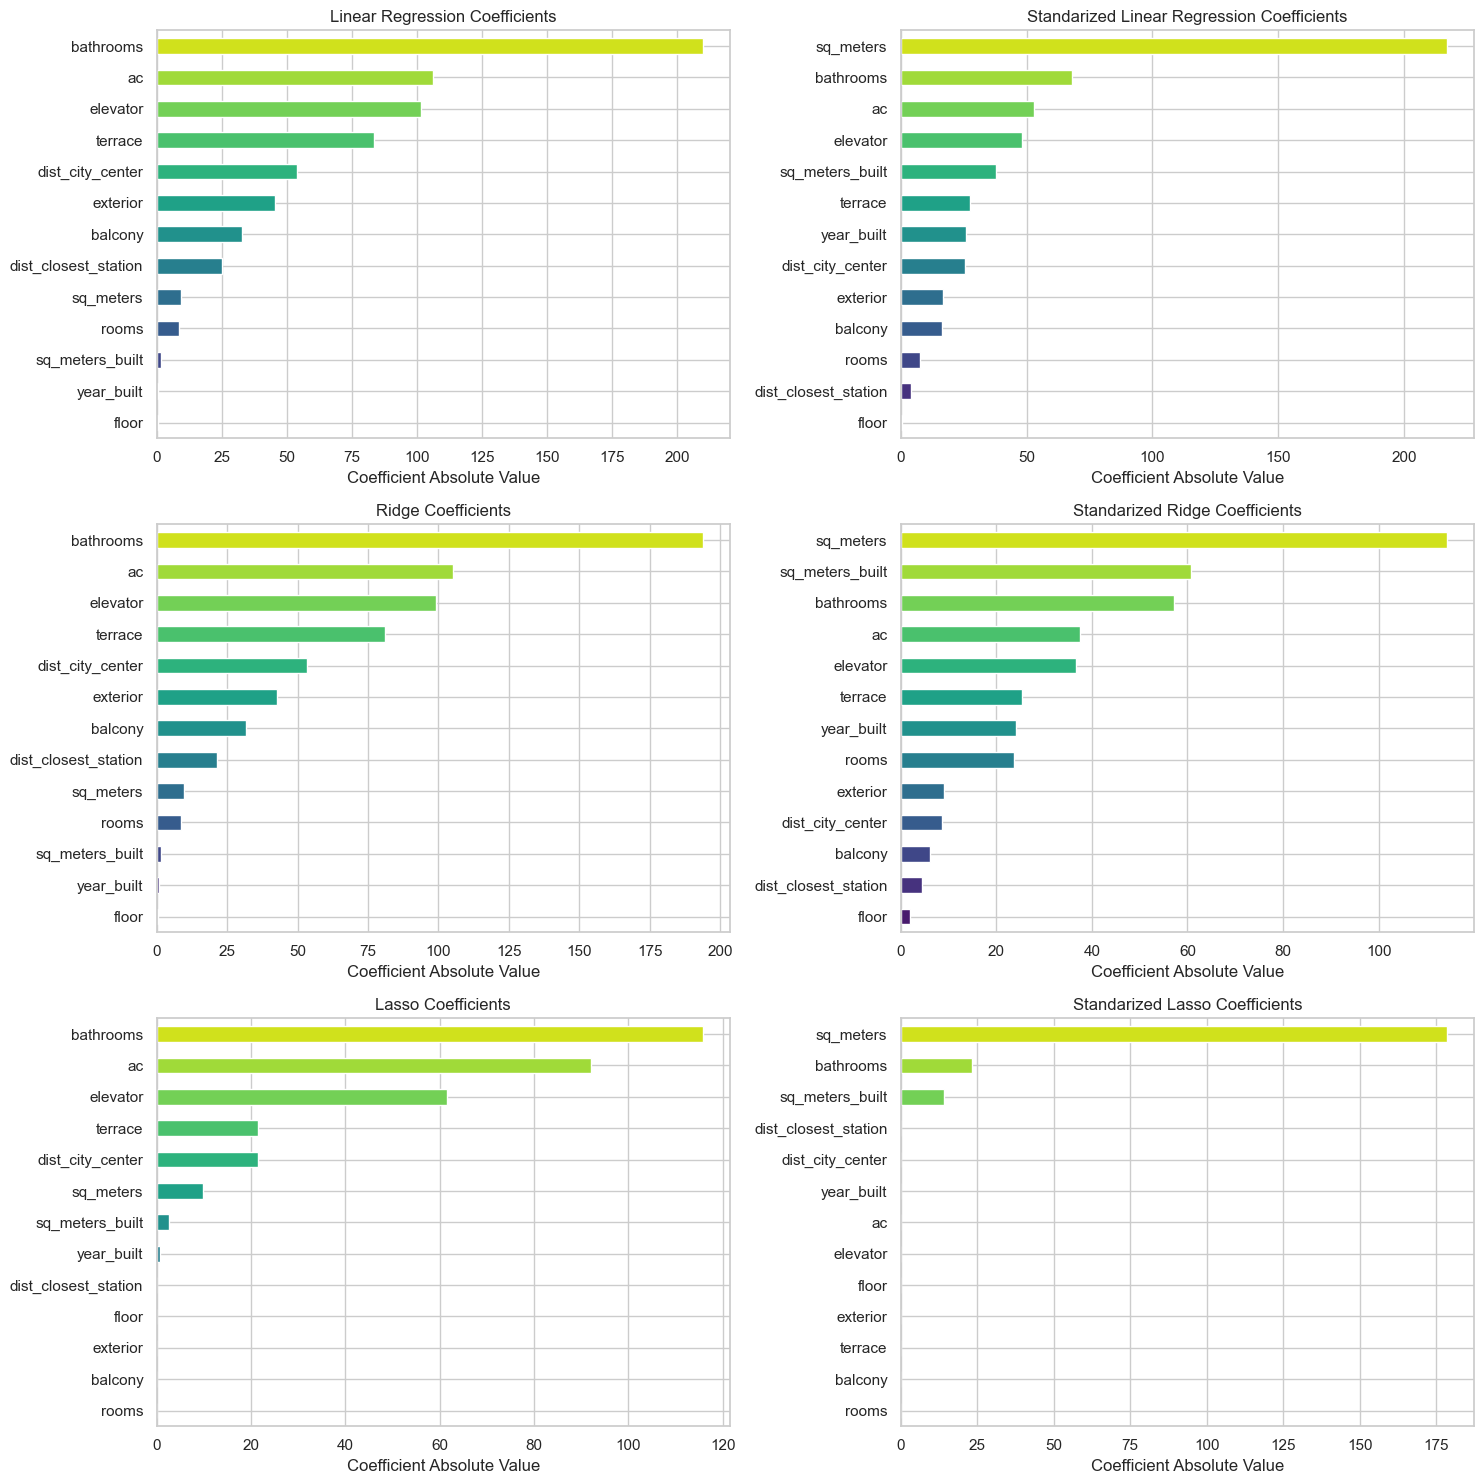 Linear Regression Coefficients
bathrooms
ac
elevator
terrace
dist_city_center
exterior
balcony
dist_closest_station
sq_meters
rooms
sq_meters_built
year_built
floor
0 25 50 75 100 125 150 175 200
Coefficient Absolute Value
Standarized Linear Regression Coefficients
sq_meters
bathrooms
ac
elevator
sq_meters_built
terrace
year_built
dist_city_center
exterior
balcony
rooms
dist_closest_station
floor
0 50 100 150 200
Coefficient Absolute Value
Ridge Coefficients
bathrooms
ac
elevator
terrace
dist_city_center
exterior
balcony
dist_closest_station
sq_meters
rooms
sq_meters_built
year_built
floor
0 25 50 75 100 125 150 175 200
Coefficient Absolute Value
Standarized Ridge Coefficients
sq_meters
sq_meters_built
bathrooms
ac
elevator
terrace
year_built
rooms
exterior
dist_city_center
balcony
dist_closest_station
floor
0 20 40 60 80 100
Coefficient Absolute Value
Lasso Coefficients
bathrooms
ac
elevator
terrace
dist_city_center
sq_meters
sq_meters_built
year_built
dist_closest_station
floor
exterior
balcony
rooms
0 20 40 60 80 100 120
Coefficient Absolute Value
Standarized Lasso Coefficients
sq_meters
bathrooms
sq_meters_built
dist_closest_station
dist_city_center
year_built
ac
elevator
floor
exterior
terrace
balcony
rooms
0 25 50 75 100 125 150 175
Coefficient Absolute Value